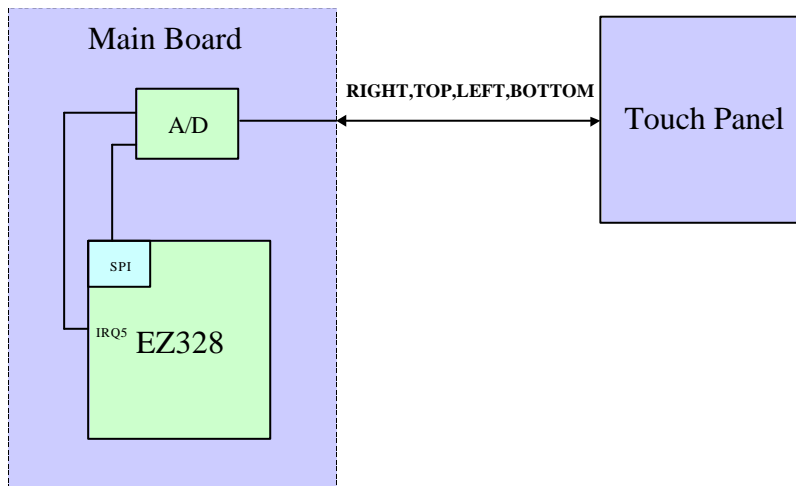 Main Board
RIGHT,TOP,LEFT,BOTTOM
Touch Panel
A/D
SPI
IRQ5
EZ328